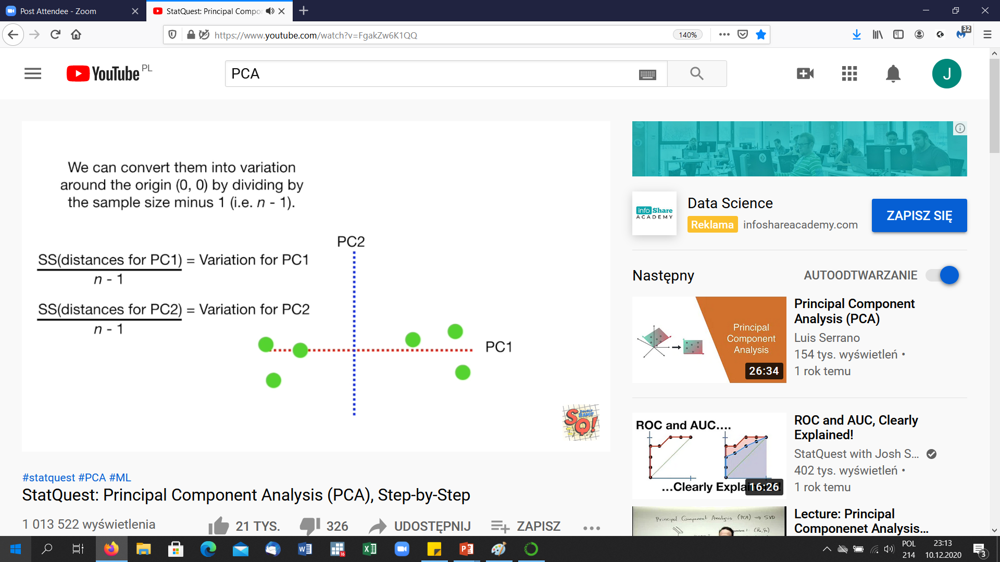 Post Attendee - Zoom
StatQuest: Principal Compo
https://www.youtube.com/watch?v=FgakZw6K1QQ
140%
32
YouTube PL
PCA
J
We can convert them into variation
around the origin (0, 0) by dividing by
the sample size minus 1 (i.e. n - 1).
SS(distances for PC1) = Variation for PC1
n - 1
SS(distances for PC2) = Variation for PC2
n - 1
PC2
PC1
#statquest #PCA #ML
StatQuest: Principal Component Analysis (PCA), Step-by-Step
1 013 522 wyświetlenia
21 TYS.
326
UDOSTĘPNIJ
ZAPISZ
info Share
ACADEMY
Data Science
Reklama infoshareacademy.com
ZAPISZ SIĘ
Następny
AUTOODTWARZANIE
Principal
Component
Analysis
26:34
Principal Component
Analysis (PCA)
Luis Serrano
154 tys. wyświetleń •
1 rok temu
ROC and AUC....
...Clearly Expla
16:26
ROC and AUC, Clearly
Explained!
StatQuest with Josh S...
402 tys. wyświetleń •
1 rok temu
Principal Component Analysis (PCA) → SVD
Lecture: Principal
Componenet Analysis...
16
POL
214
23:13
10.12.2020
3